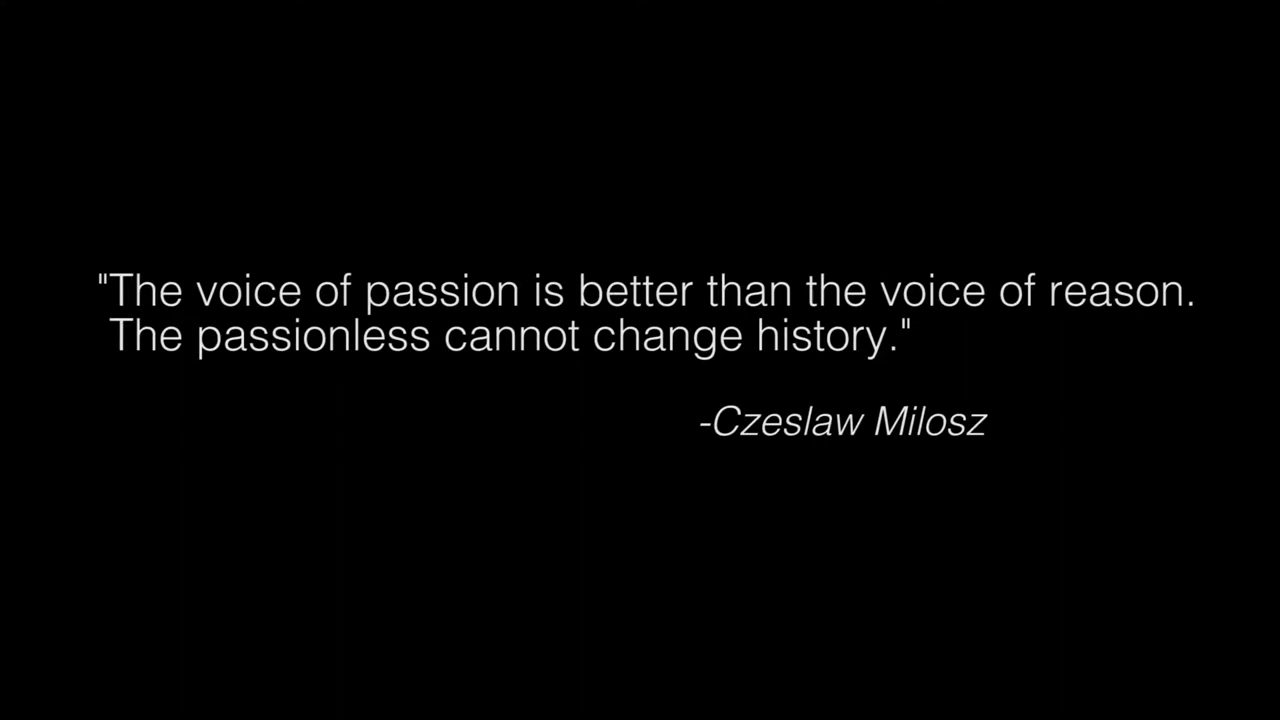 "The voice of passion is better than the voice of reason.
The passionless cannot change history."
-Czeslaw Milosz